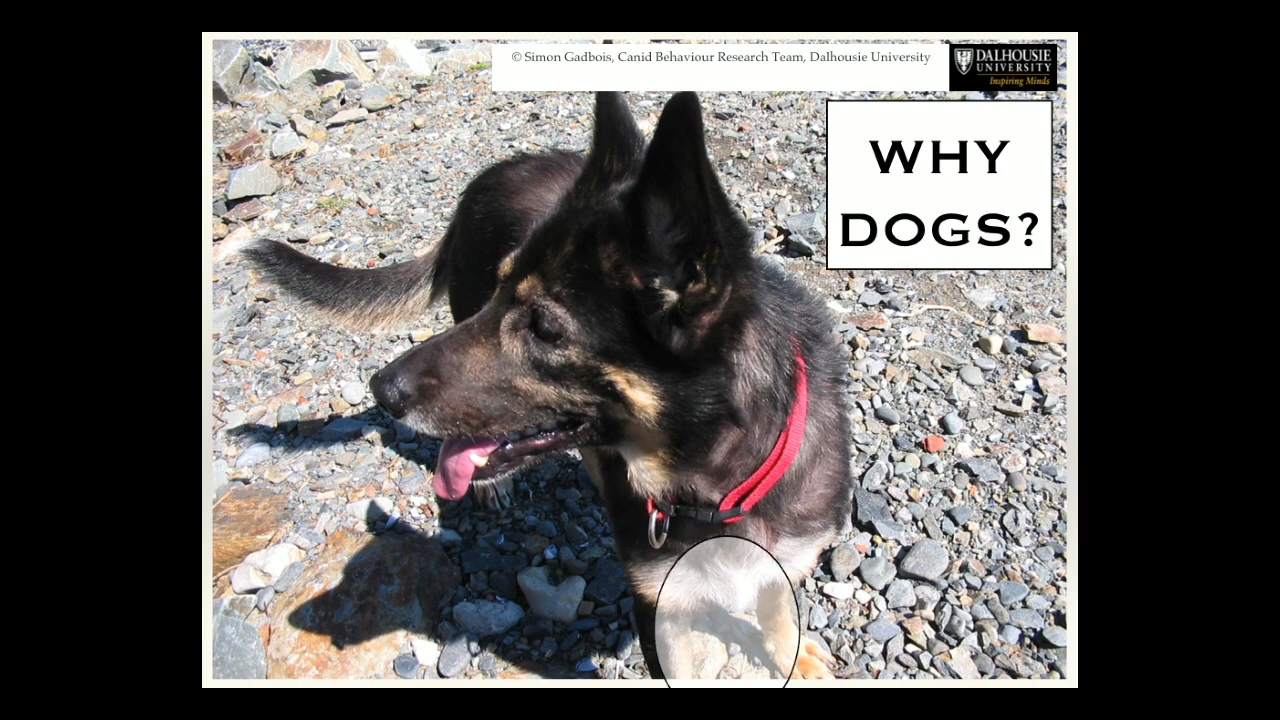 © Simon Gadbois, Canid Behaviour Research Team, Dalhousie University
DALHOUSIE
UNIVERSITY
Inspiring Minds
WHY
DOGS?